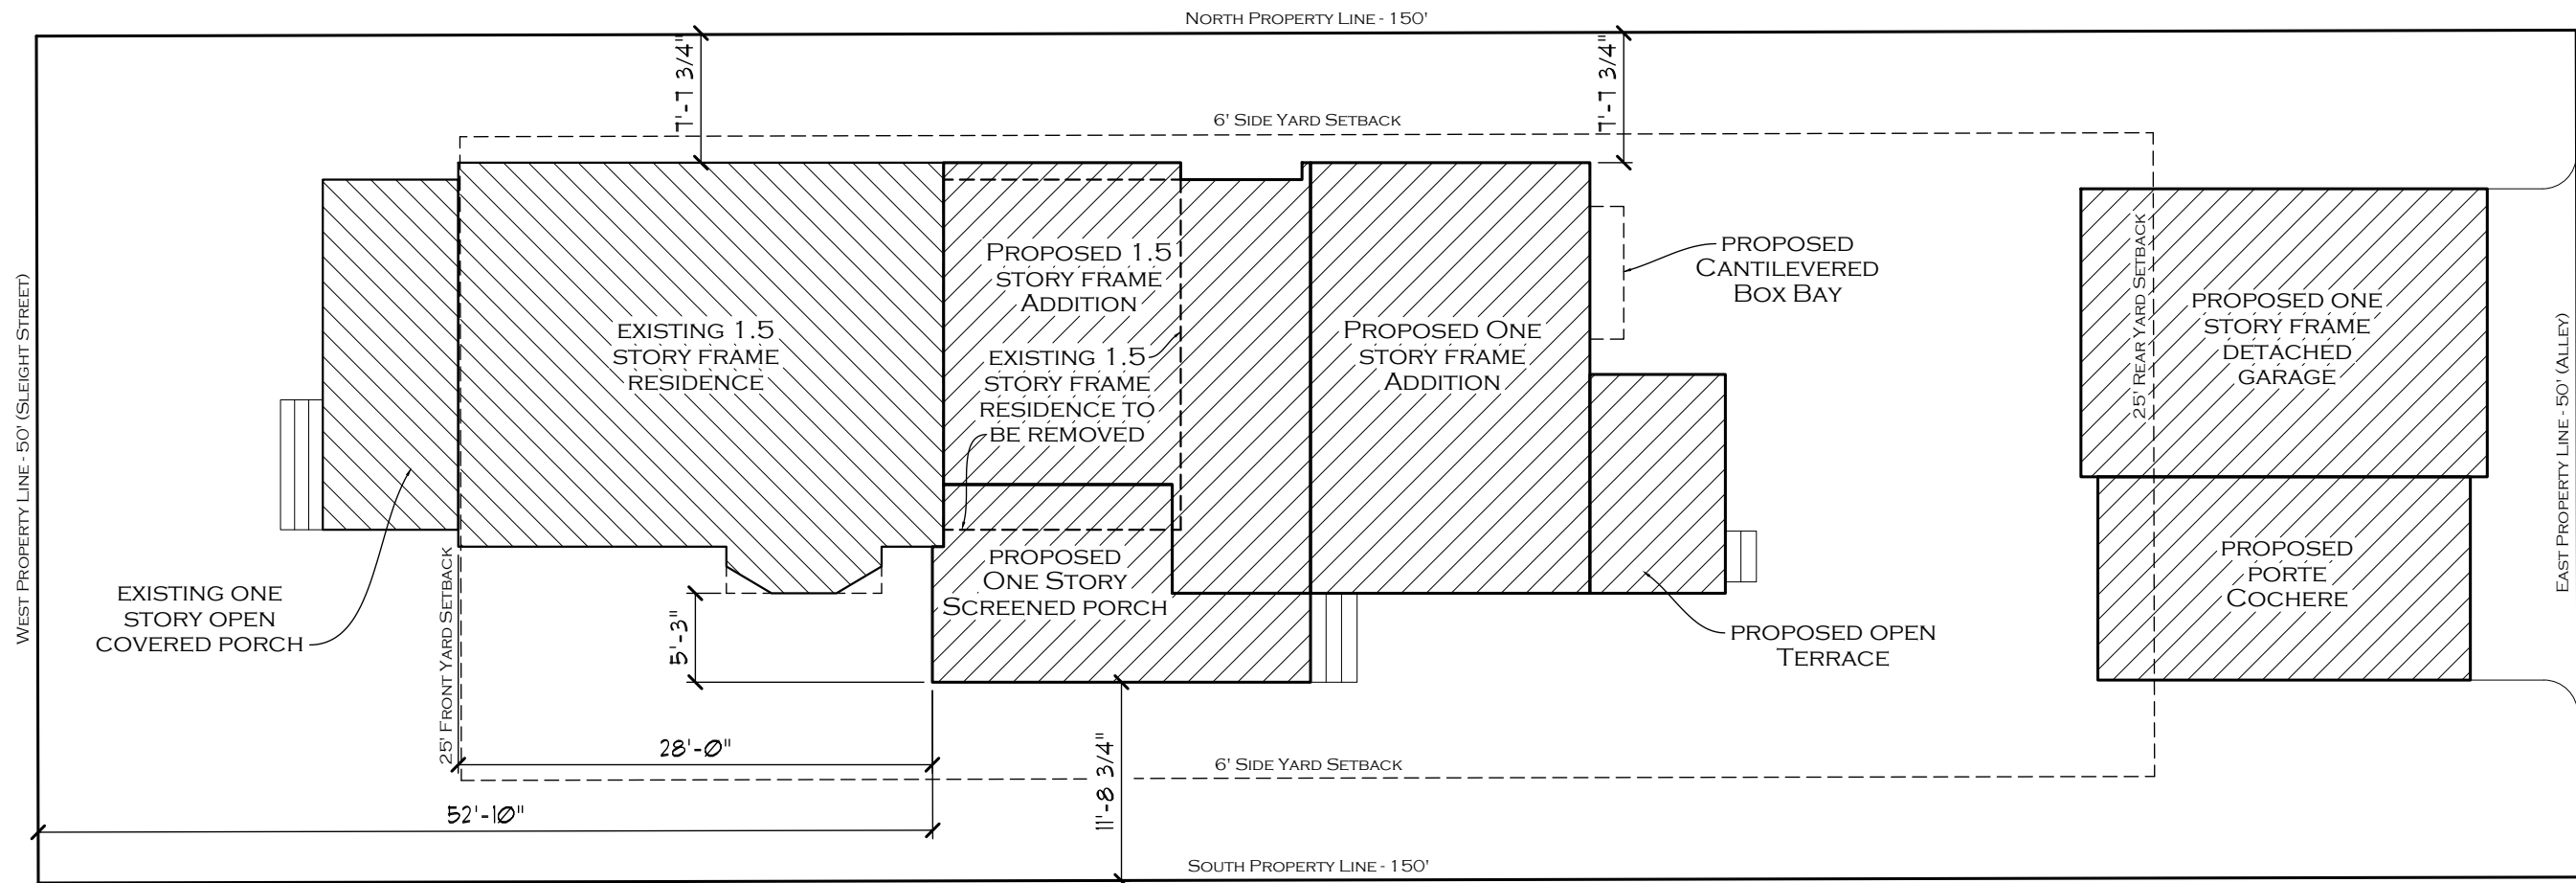 NORTH PROPERTY LINE - 150'
7'-7 3/4"
7'-7 3/4"
6' SIDE YARD SETBACK
WEST PROPERTY LINE - 50' (SLEIGHT STREET)
EXISTING 1.5
STORY FRAME
RESIDENCE
PROPOSED 1.5
STORY FRAME
ADDITION
EXISTING 1.5
STORY FRAME
RESIDENCE TO
BE REMOVED
PROPOSED ONE
STORY FRAME
ADDITION
PROPOSED
CANTILEVERED
BOX BAY
25' REAR YARD SETBACK
PROPOSED ONE
STORY FRAME
DETACHED
GARAGE
EAST PROPERTY LINE - 50' (ALLEY)
EXISTING ONE
STORY OPEN
COVERED PORCH
25' FRONT YARD SETBACK
5'-3"
PROPOSED
ONE STORY
SCREENED PORCH
PROPOSED OPEN
TERRACE
PROPOSED
PORTE
COCHERE
28'-0"
11'-8 3/4"
6' SIDE YARD SETBACK
52'-10"
SOUTH PROPERTY LINE - 150'